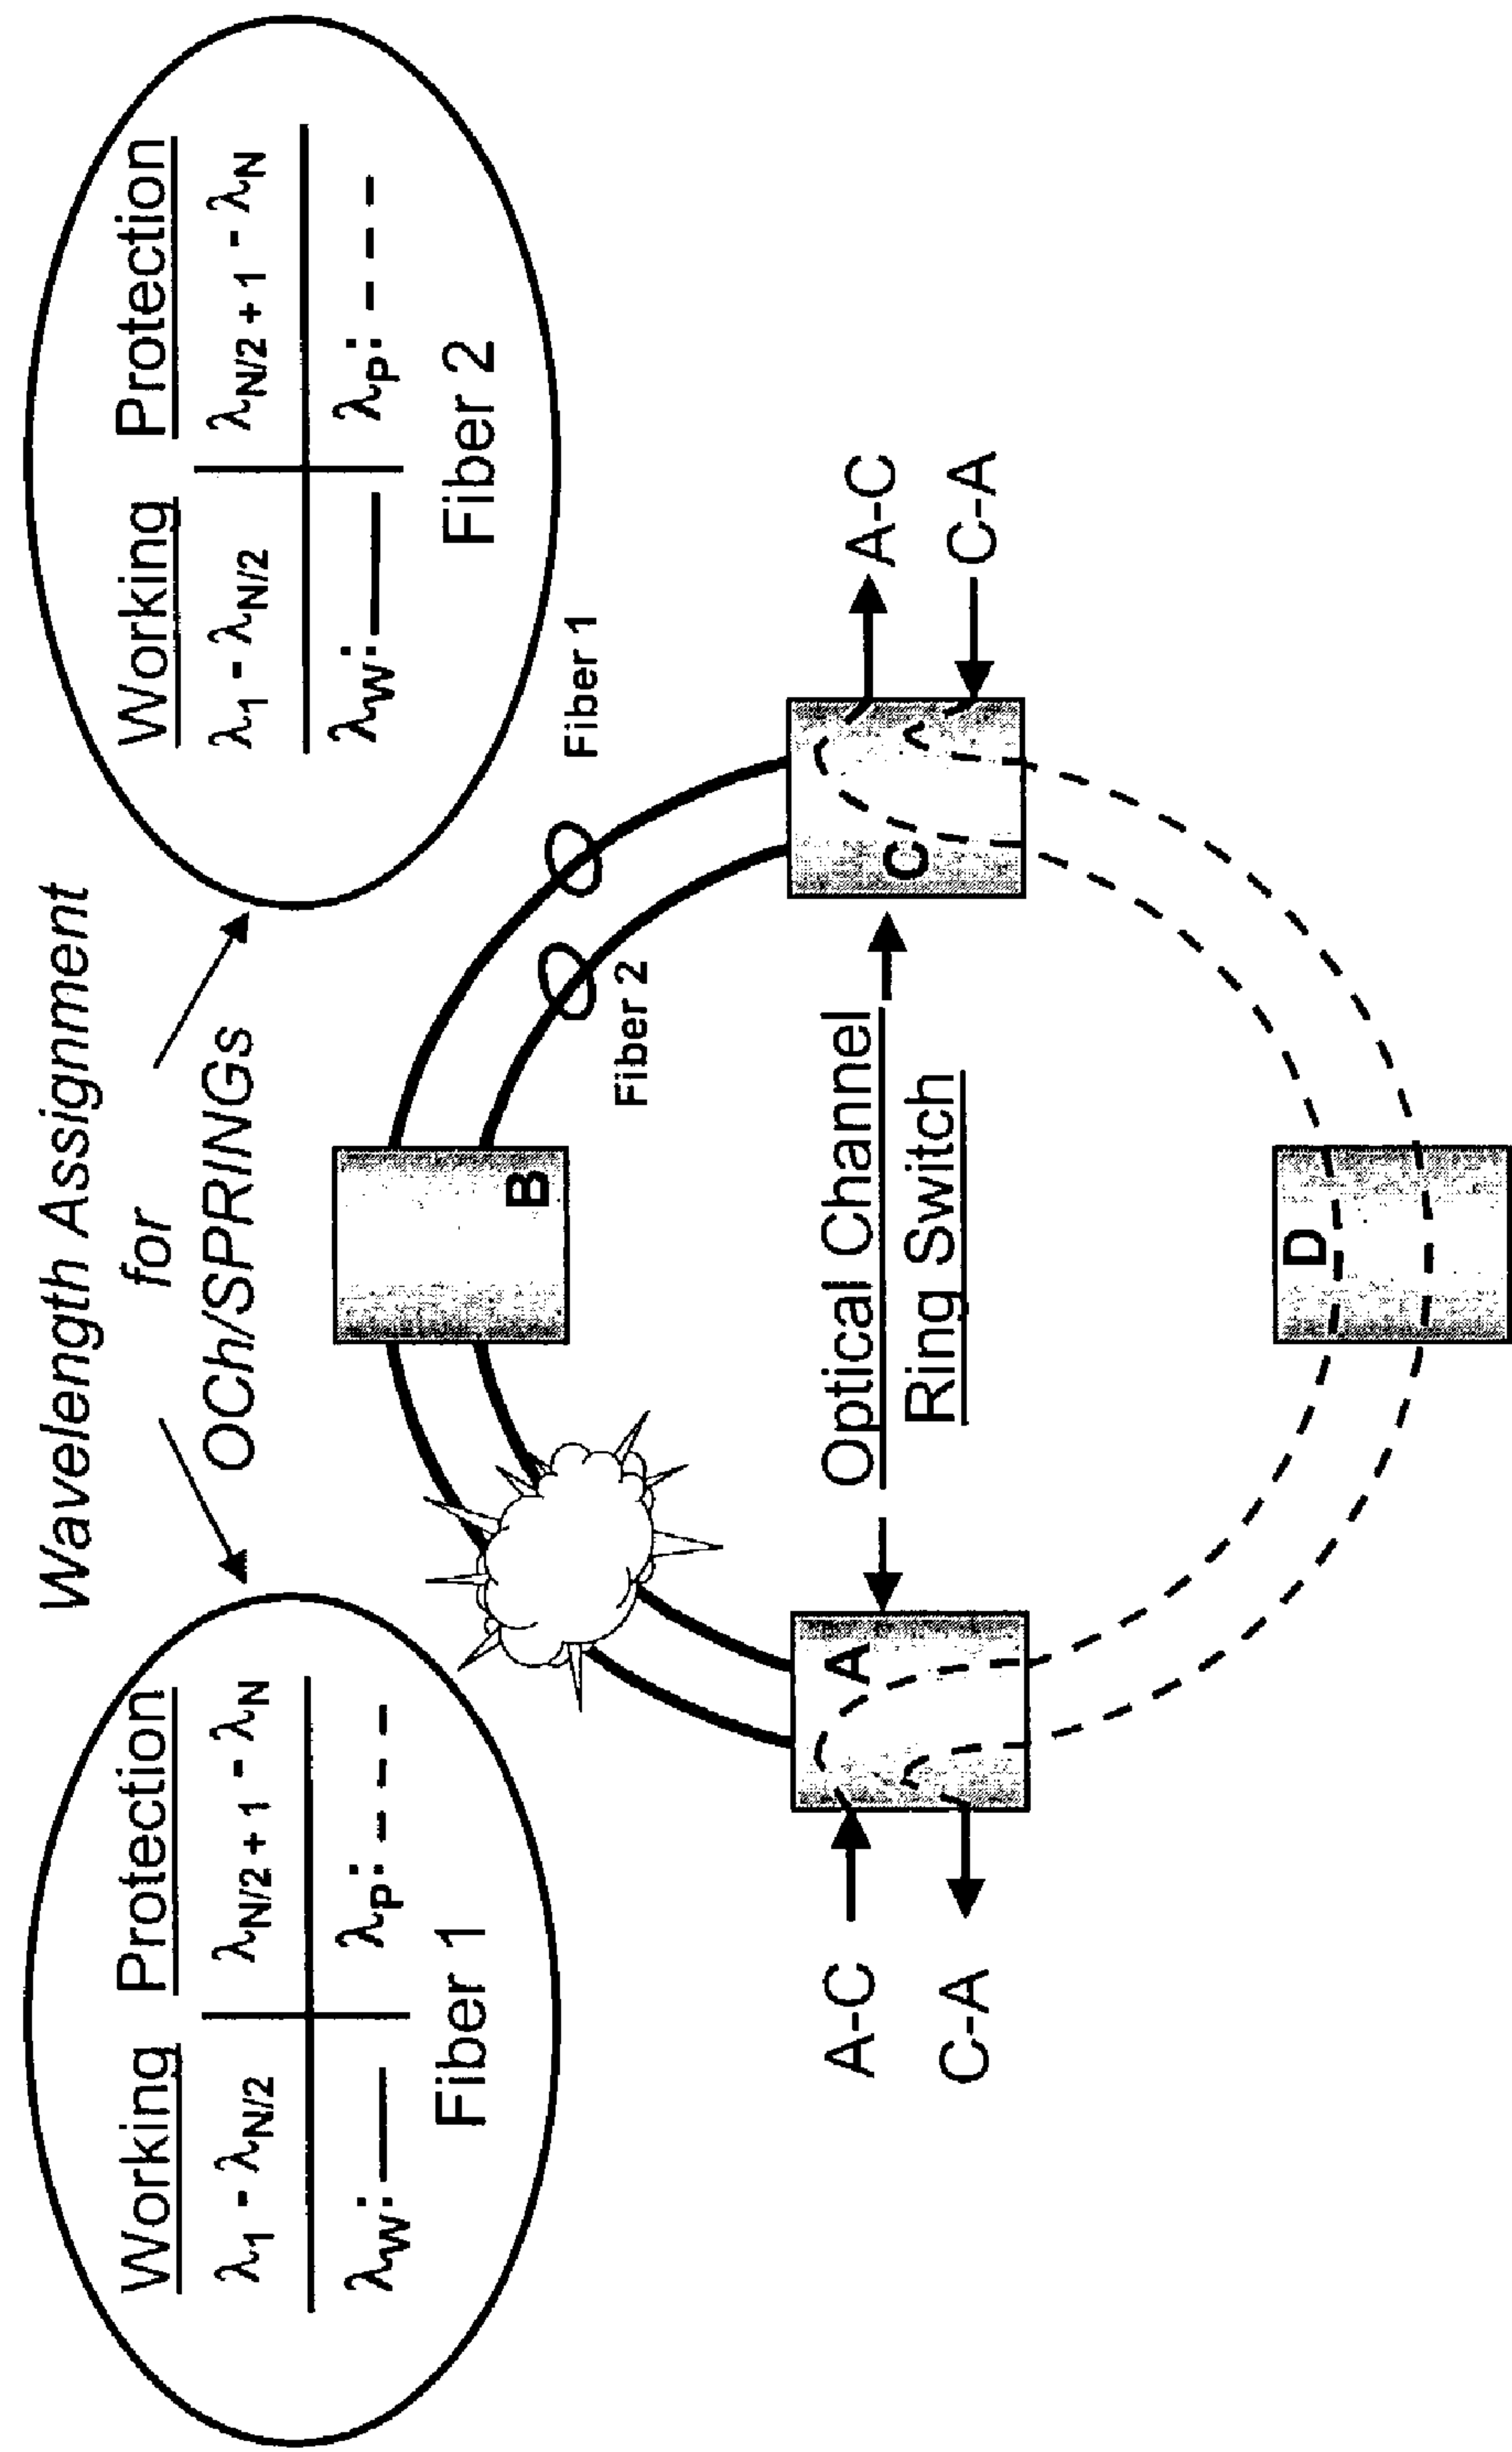 Wavelength Assignment
for
OCh/SPRINGs
Working Protection
λ1 - λN/2 λN/2 + 1 - λN
λW: λP:
Fiber 1
Working Protection
λ1 - λN/2 λN/2 + 1 - λN
λW: λP:
Fiber 2
B
Fiber 1
Fiber 2
A-C
C-A
A
Optical Channel
Ring Switch
C
A-C
C-A
D